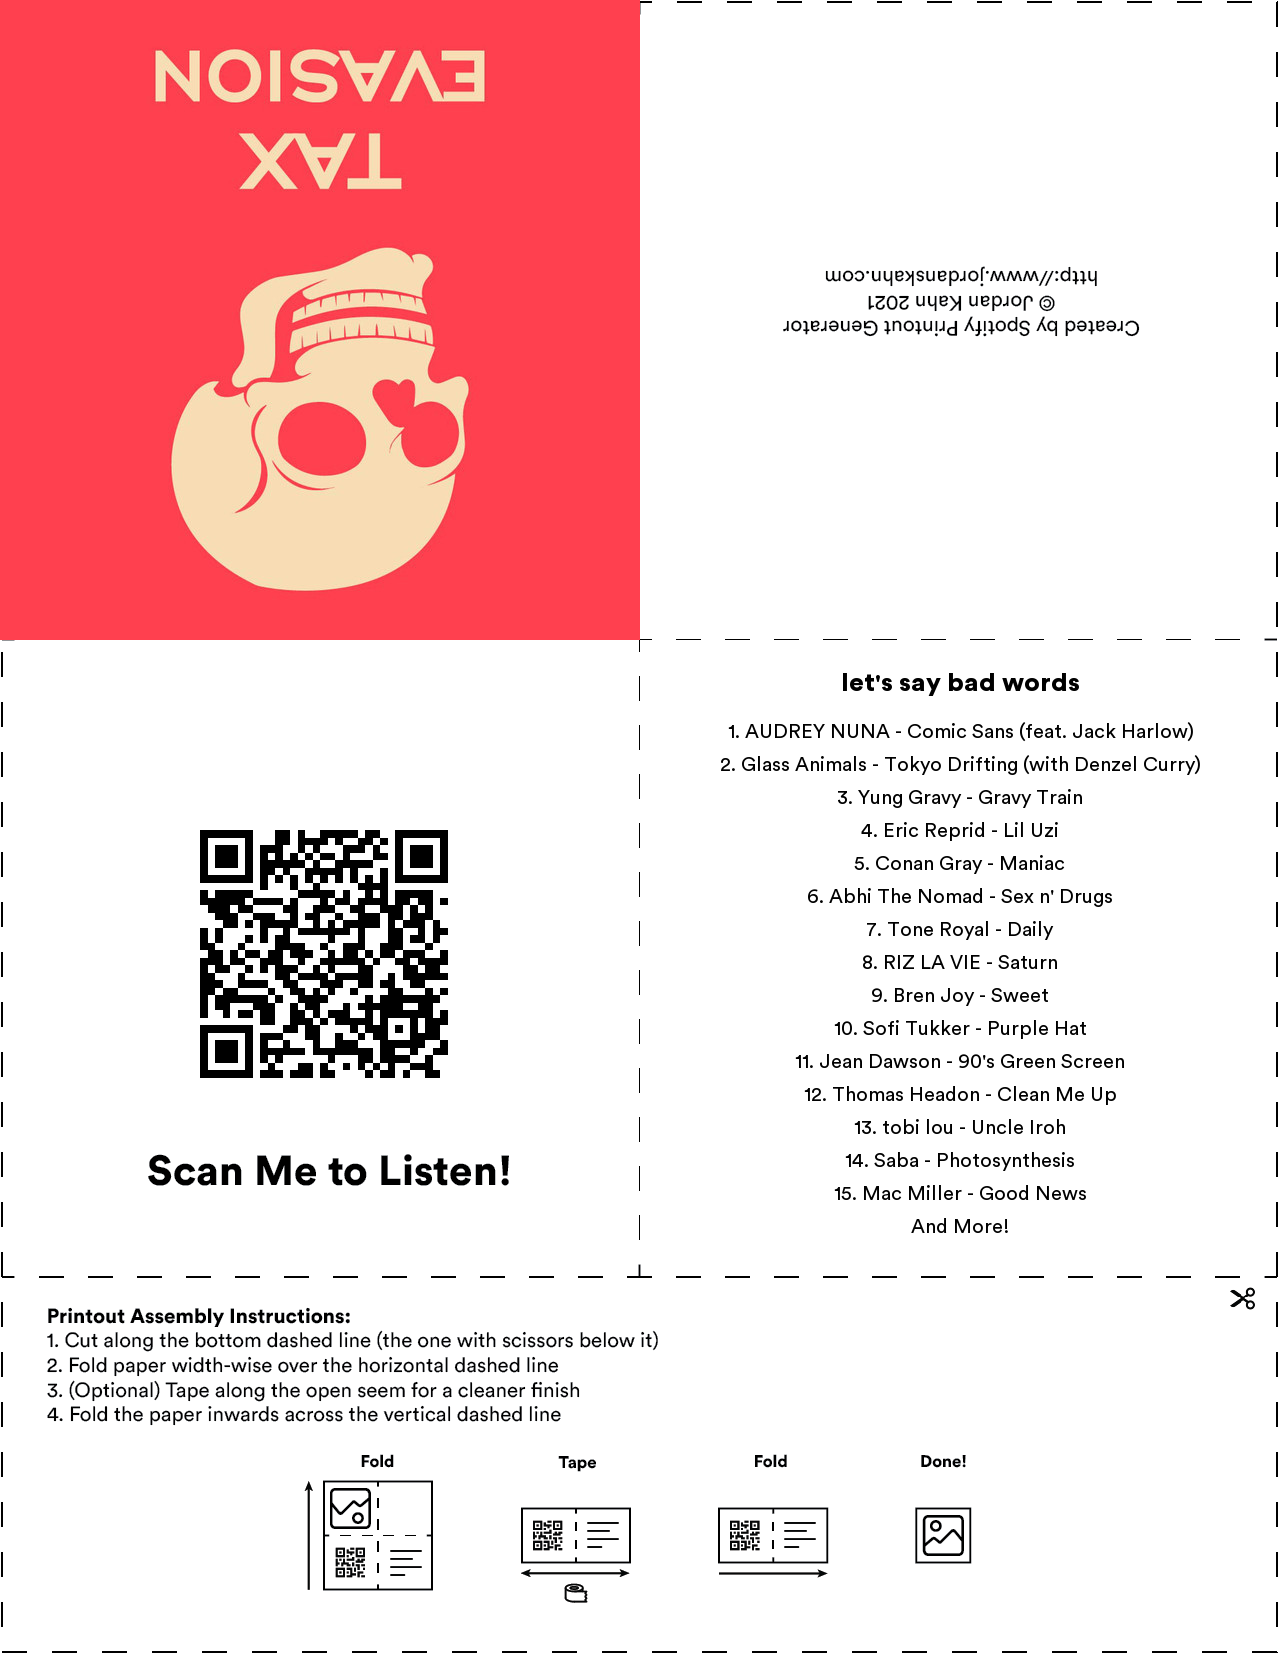 TAX
EVASION
Created by Spotify Printout Generator
© Jordan Kahn 2021
http://www.jordanskahn.com
Scan Me to Listen!
let's say bad words
1. AUDREY NUNA - Comic Sans (feat. Jack Harlow)
2. Glass Animals - Tokyo Drifting (with Denzel Curry)
3. Yung Gravy - Gravy Train
4. Eric Reprid - Lil Uzi
5. Conan Gray - Maniac
6. Abhi The Nomad - Sex n' Drugs
7. Tone Royal - Daily
8. RIZ LA VIE - Saturn
9. Bren Joy - Sweet
10. Sofi Tukker - Purple Hat
11. Jean Dawson - 90's Green Screen
12. Thomas Headon - Clean Me Up
13. tobi lou - Uncle Iroh
14. Saba - Photosynthesis
15. Mac Miller - Good News
And More!
Printout Assembly Instructions:
1. Cut along the bottom dashed line (the one with scissors below it)
2. Fold paper width-wise over the horizontal dashed line
3. (Optional) Tape along the open seem for a cleaner finish
4. Fold the paper inwards across the vertical dashed line
Fold
Tape
Fold
Done!